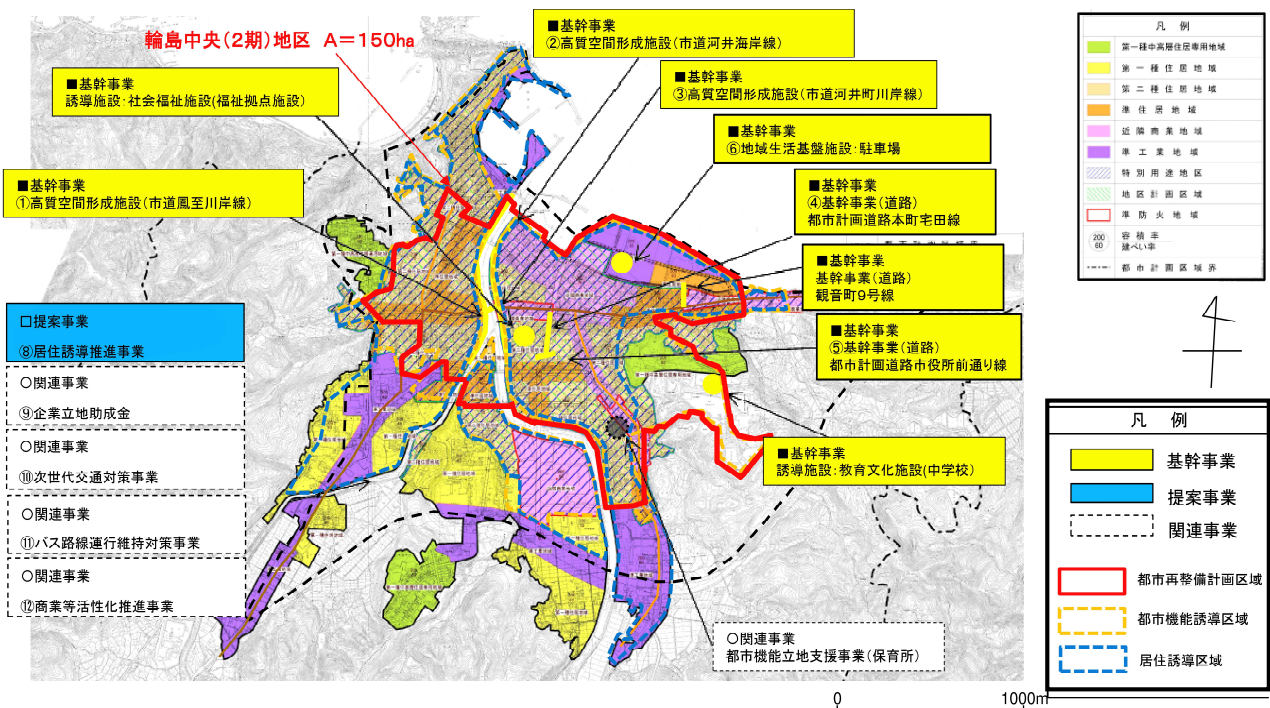 輪島中央(2期)地区 A=150ha
■基幹事業
②高質空間形成施設(市道河井海岸線)
■基幹事業
誘導施設:社会福祉施設(福祉拠点施設)
■基幹事業
③高質空間形成施設(市道河井町川岸線)
■基幹事業
⑥地域生活基盤施設:駐車場
■基幹事業
①高質空間形成施設(市道鳳至川岸線)
■基幹事業
④基幹事業(道路)
都市計画道路本町宅田線
■基幹事業
基幹事業(道路)
観音町9号線
■基幹事業
⑤基幹事業(道路)
都市計画道路市役所前通り線
■基幹事業
誘導施設:教育文化施設(中学校)
○関連事業
都市機能立地支援事業(保育所)
□提案事業
⑧居住誘導推進事業
○関連事業
⑨企業立地助成金
○関連事業
⑩次世代交通対策事業
○関連事業
⑪バス路線運行維持対策事業
○関連事業
⑫商業等活性化推進事業
凡例
第一種中高層住居専用地域
第一種住居地域
第二種住居地域
準住居地域
近隣商業地域
準工業地域
特別用途地区
地区計画区域
準防火地域
200
60
容積率
建ぺい率
都市計画区域界
凡例
基幹事業
提案事業
関連事業
都市再整備計画区域
都市機能誘導区域
居住誘導区域
0 1000m